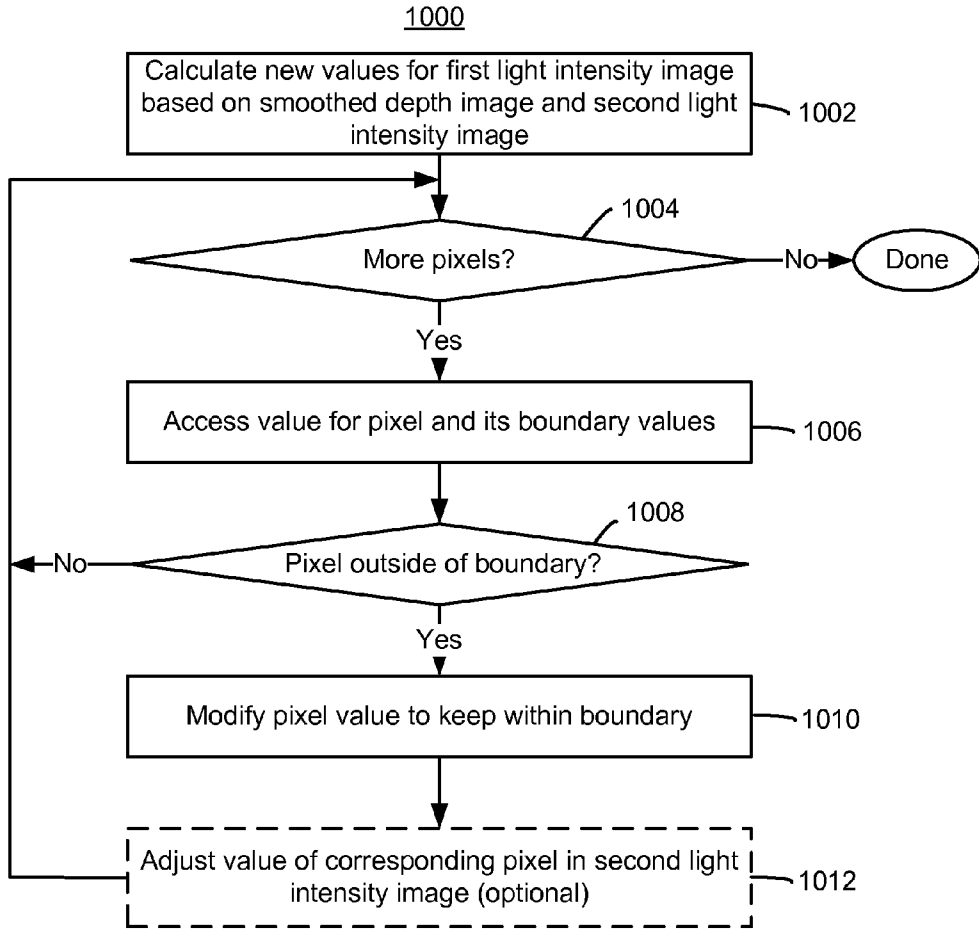 1000
Calculate new values for first light intensity image
based on smoothed depth image and second light
intensity image
1002
1004
More pixels?
No
Done
Yes
Access value for pixel and its boundary values
1006
1008
Pixel outside of boundary?
No
Yes
Modify pixel value to keep within boundary
1010
Adjust value of corresponding pixel in second light
intensity image (optional)
1012